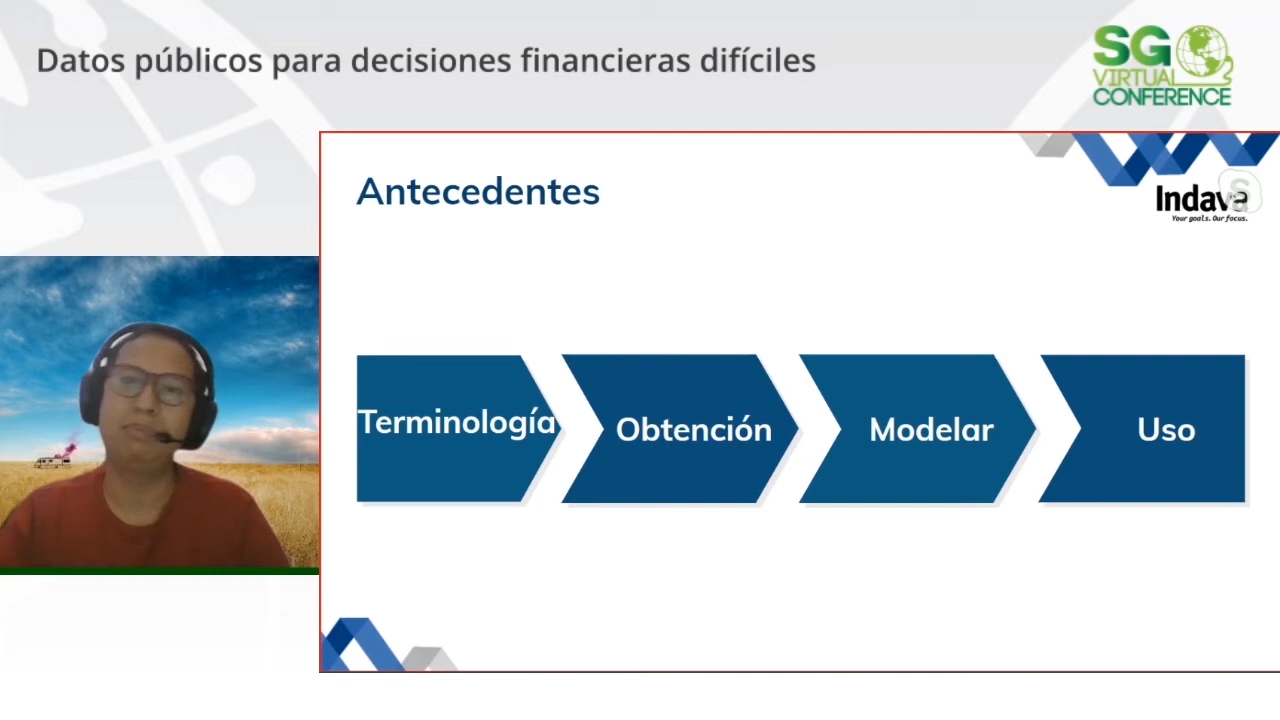 Datos públicos para decisiones financieras difíciles
SG
VIRTUAL
CONFERENCE
Antecedentes
Indava
Your goals. Our focus.
Terminología
Obtención
Modelar
Uso